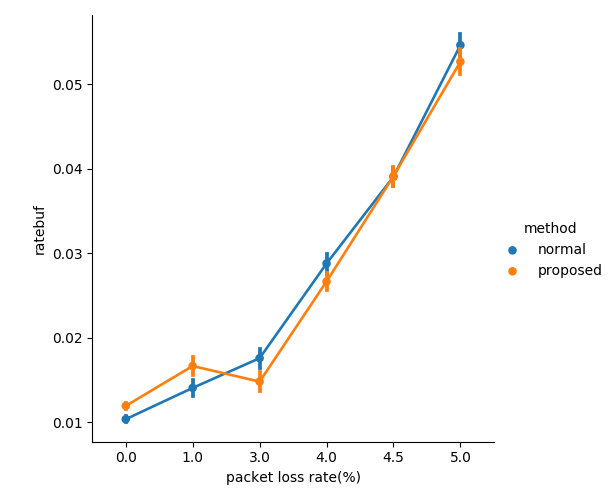 0.05
0.04
0.03
0.02
0.01
ratebuf
0.0 1.0 3.0 4.0 4.5 5.0
packet loss rate(%)
method
normal
proposed